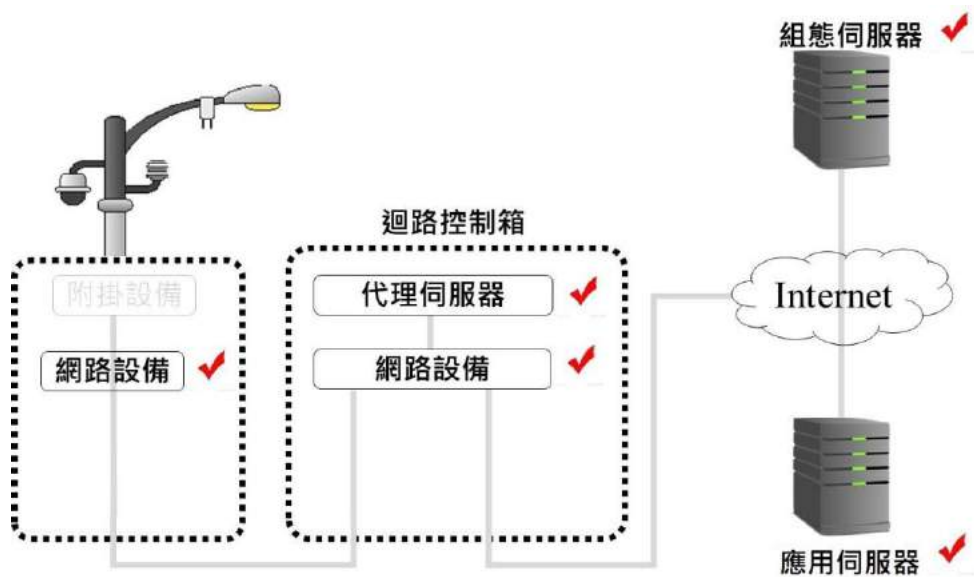 組態伺服器
迴路控制箱
附掛設備
網路設備
代理伺服器
網路設備
Internet
應用伺服器